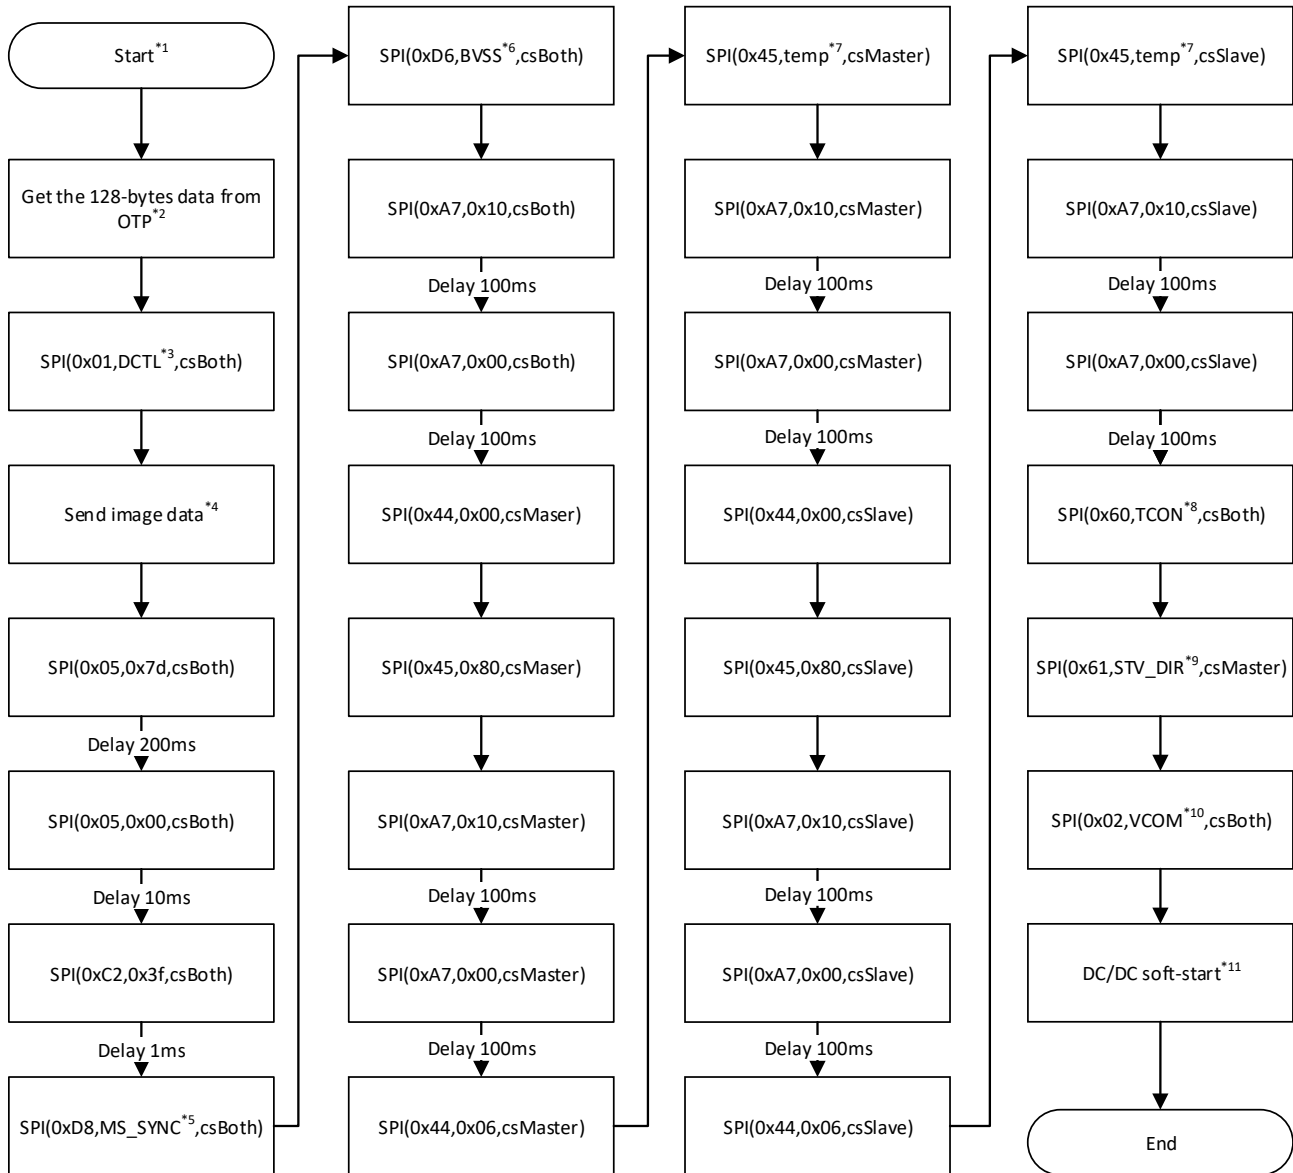 Start*1
Get the 128-bytes data from
OTP*2
SPI(0x01,DCTL*3,csBoth)
Send image data*4
SPI(0x05,0x7d,csBoth)
Delay 200ms
SPI(0x05,0x00,csBoth)
Delay 10ms
SPI(0xC2,0x3f,csBoth)
Delay 1ms
SPI(0xD8,MS_SYNC*5,csBoth)
SPI(0xD6,BVSS*6,csBoth)
SPI(0xA7,0x10,csBoth)
Delay 100ms
SPI(0xA7,0x00,csBoth)
Delay 100ms
SPI(0x44,0x00,csMaser)
SPI(0x45,0x80,csMaser)
SPI(0xA7,0x10,csMaster)
Delay 100ms
SPI(0xA7,0x00,csMaster)
Delay 100ms
SPI(0x44,0x06,csMaster)
SPI(0x45,temp*7,csMaster)
SPI(0xA7,0x10,csMaster)
Delay 100ms
SPI(0xA7,0x00,csMaster)
Delay 100ms
SPI(0x44,0x00,csSlave)
SPI(0x45,0x80,csSlave)
SPI(0xA7,0x10,csSlave)
Delay 100ms
SPI(0xA7,0x00,csSlave)
Delay 100ms
SPI(0x44,0x06,csSlave)
SPI(0x45,temp*7,csSlave)
SPI(0xA7,0x10,csSlave)
Delay 100ms
SPI(0xA7,0x00,csSlave)
Delay 100ms
SPI(0x60,TCON*8,csBoth)
SPI(0x61,STV_DIR*9,csMaster)
SPI(0x02,VCOM*10,csBoth)
DC/DC soft-start*11
End